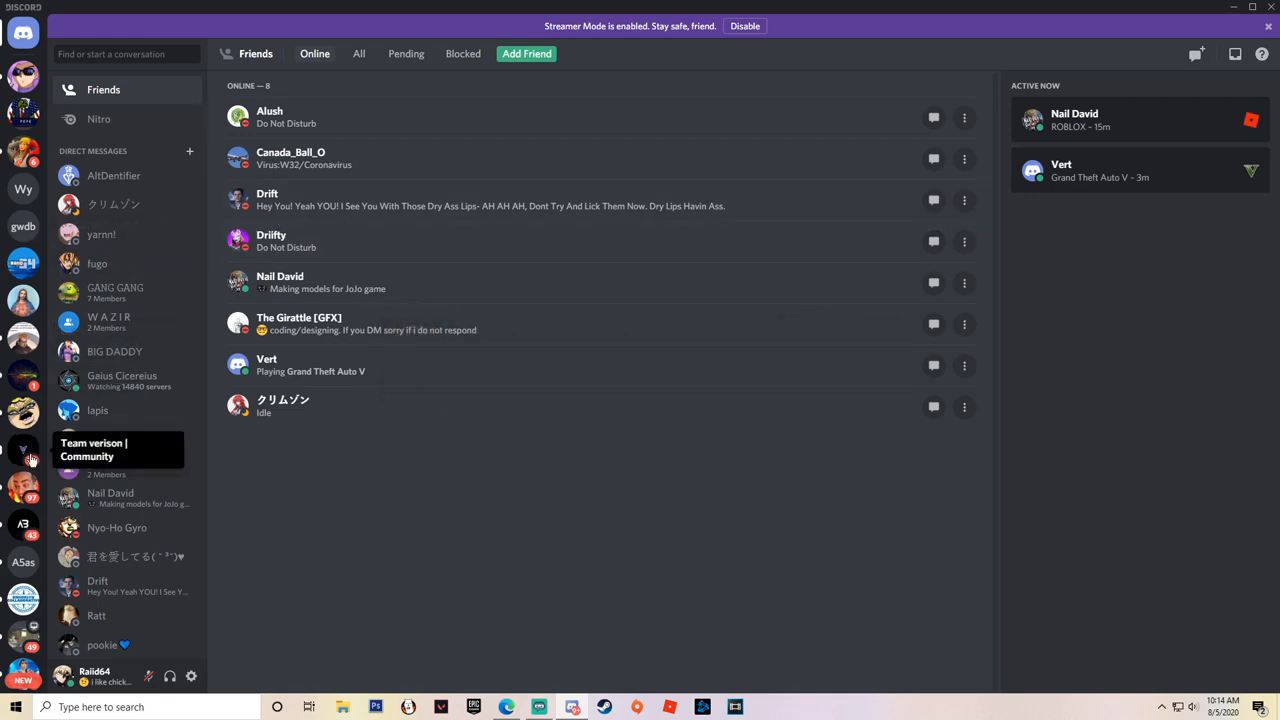 DISCORD
Streamer Mode is enabled. Stay safe, friend.
Disable
Find or start a conversation
Friends
Online
All
Pending
Blocked
Add Friend
Friends
Nitro
DIRECT MESSAGES
AltDentifier
クリムゾン
yarnn!
fugo
GANG GANG
7 Members
W A Z I R
2 Members
BIG DADDY
Gaius Cicereius
Watching 14840 servers
lapis
Team verison |
Community
2 Members
Nail David
Making models for JoJo g...
Nyo-Ho Gyro
君を愛してる( ˘ ³˘)♥
Drift
Hey You! Yeah YOU! I See Y...
Ratt
pookie 💙
Raiid64
i like chick...
6
Wy
gwdb
1
97
43
A5as
49
NEW
ONLINE — 8
Alush
Do Not Disturb
Canada_Ball_O
Virus:W32/Coronavirus
Drift
Hey You! Yeah YOU! I See You With Those Dry Ass Lips- AH AH AH, Dont Try And Lick Them Now. Dry Lips Havin Ass.
Driifty
Do Not Disturb
Nail David
Making models for JoJo game
The Girattle [GFX]
🤓 coding/designing. If you DM sorry if i do not respond
Vert
Playing Grand Theft Auto V
クリムゾン
Idle
ACTIVE NOW
Nail David
ROBLOX - 15m
Vert
Grand Theft Auto V - 3m
Type here to search
10:14 AM
8/5/2020